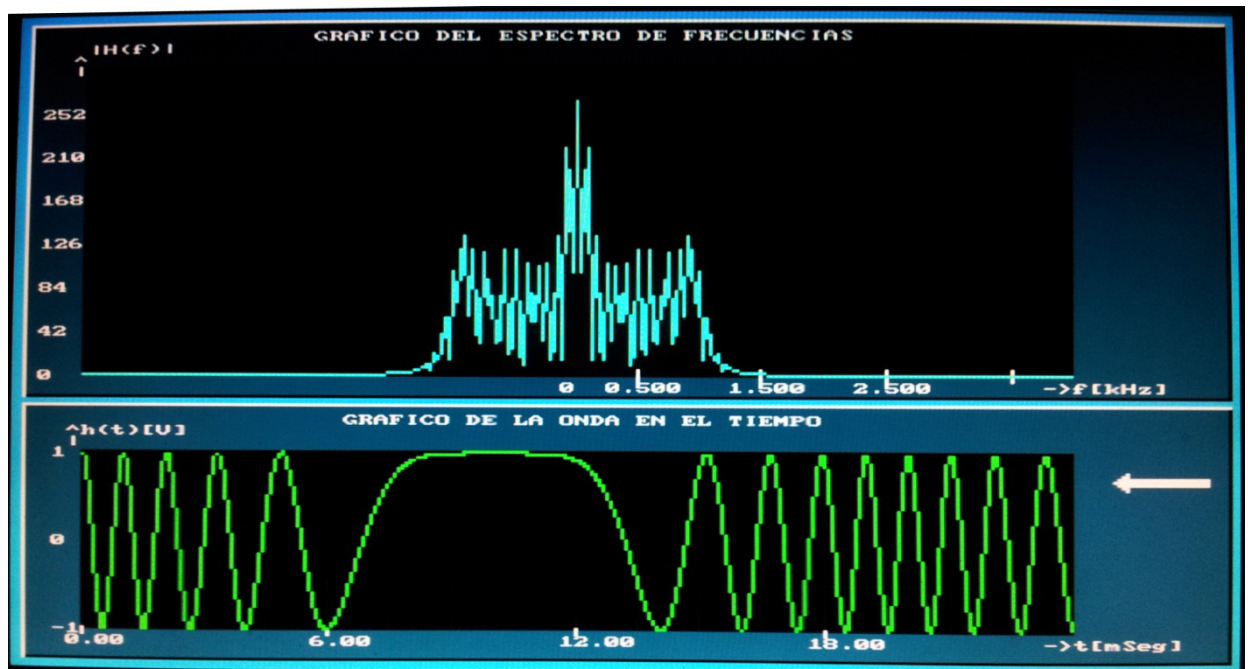 GRAFICO DEL ESPECTRO DE FRECUENCIAS
^|H(f)|
252
210
168
126
84
42
0
0 0.500 1.500 2.500 ->f[kHz]
GRAFICO DE LA ONDA EN EL TIEMPO
^h(t)[V]
1
0
-1
0.00 6.00 12.00 18.00 ->t[mSeg]